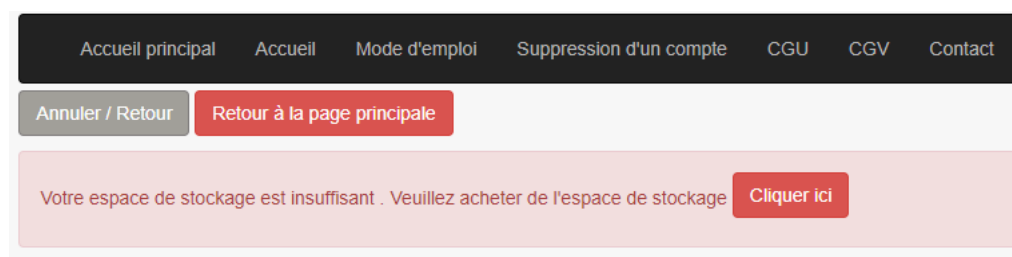 Accueil principal Accueil Mode d'emploi Suppression d'un compte CGU CGV Contact
Annuler / Retour Retour à la page principale
Votre espace de stockage est insuffisant . Veuillez acheter de l'espace de stockage Cliquer ici